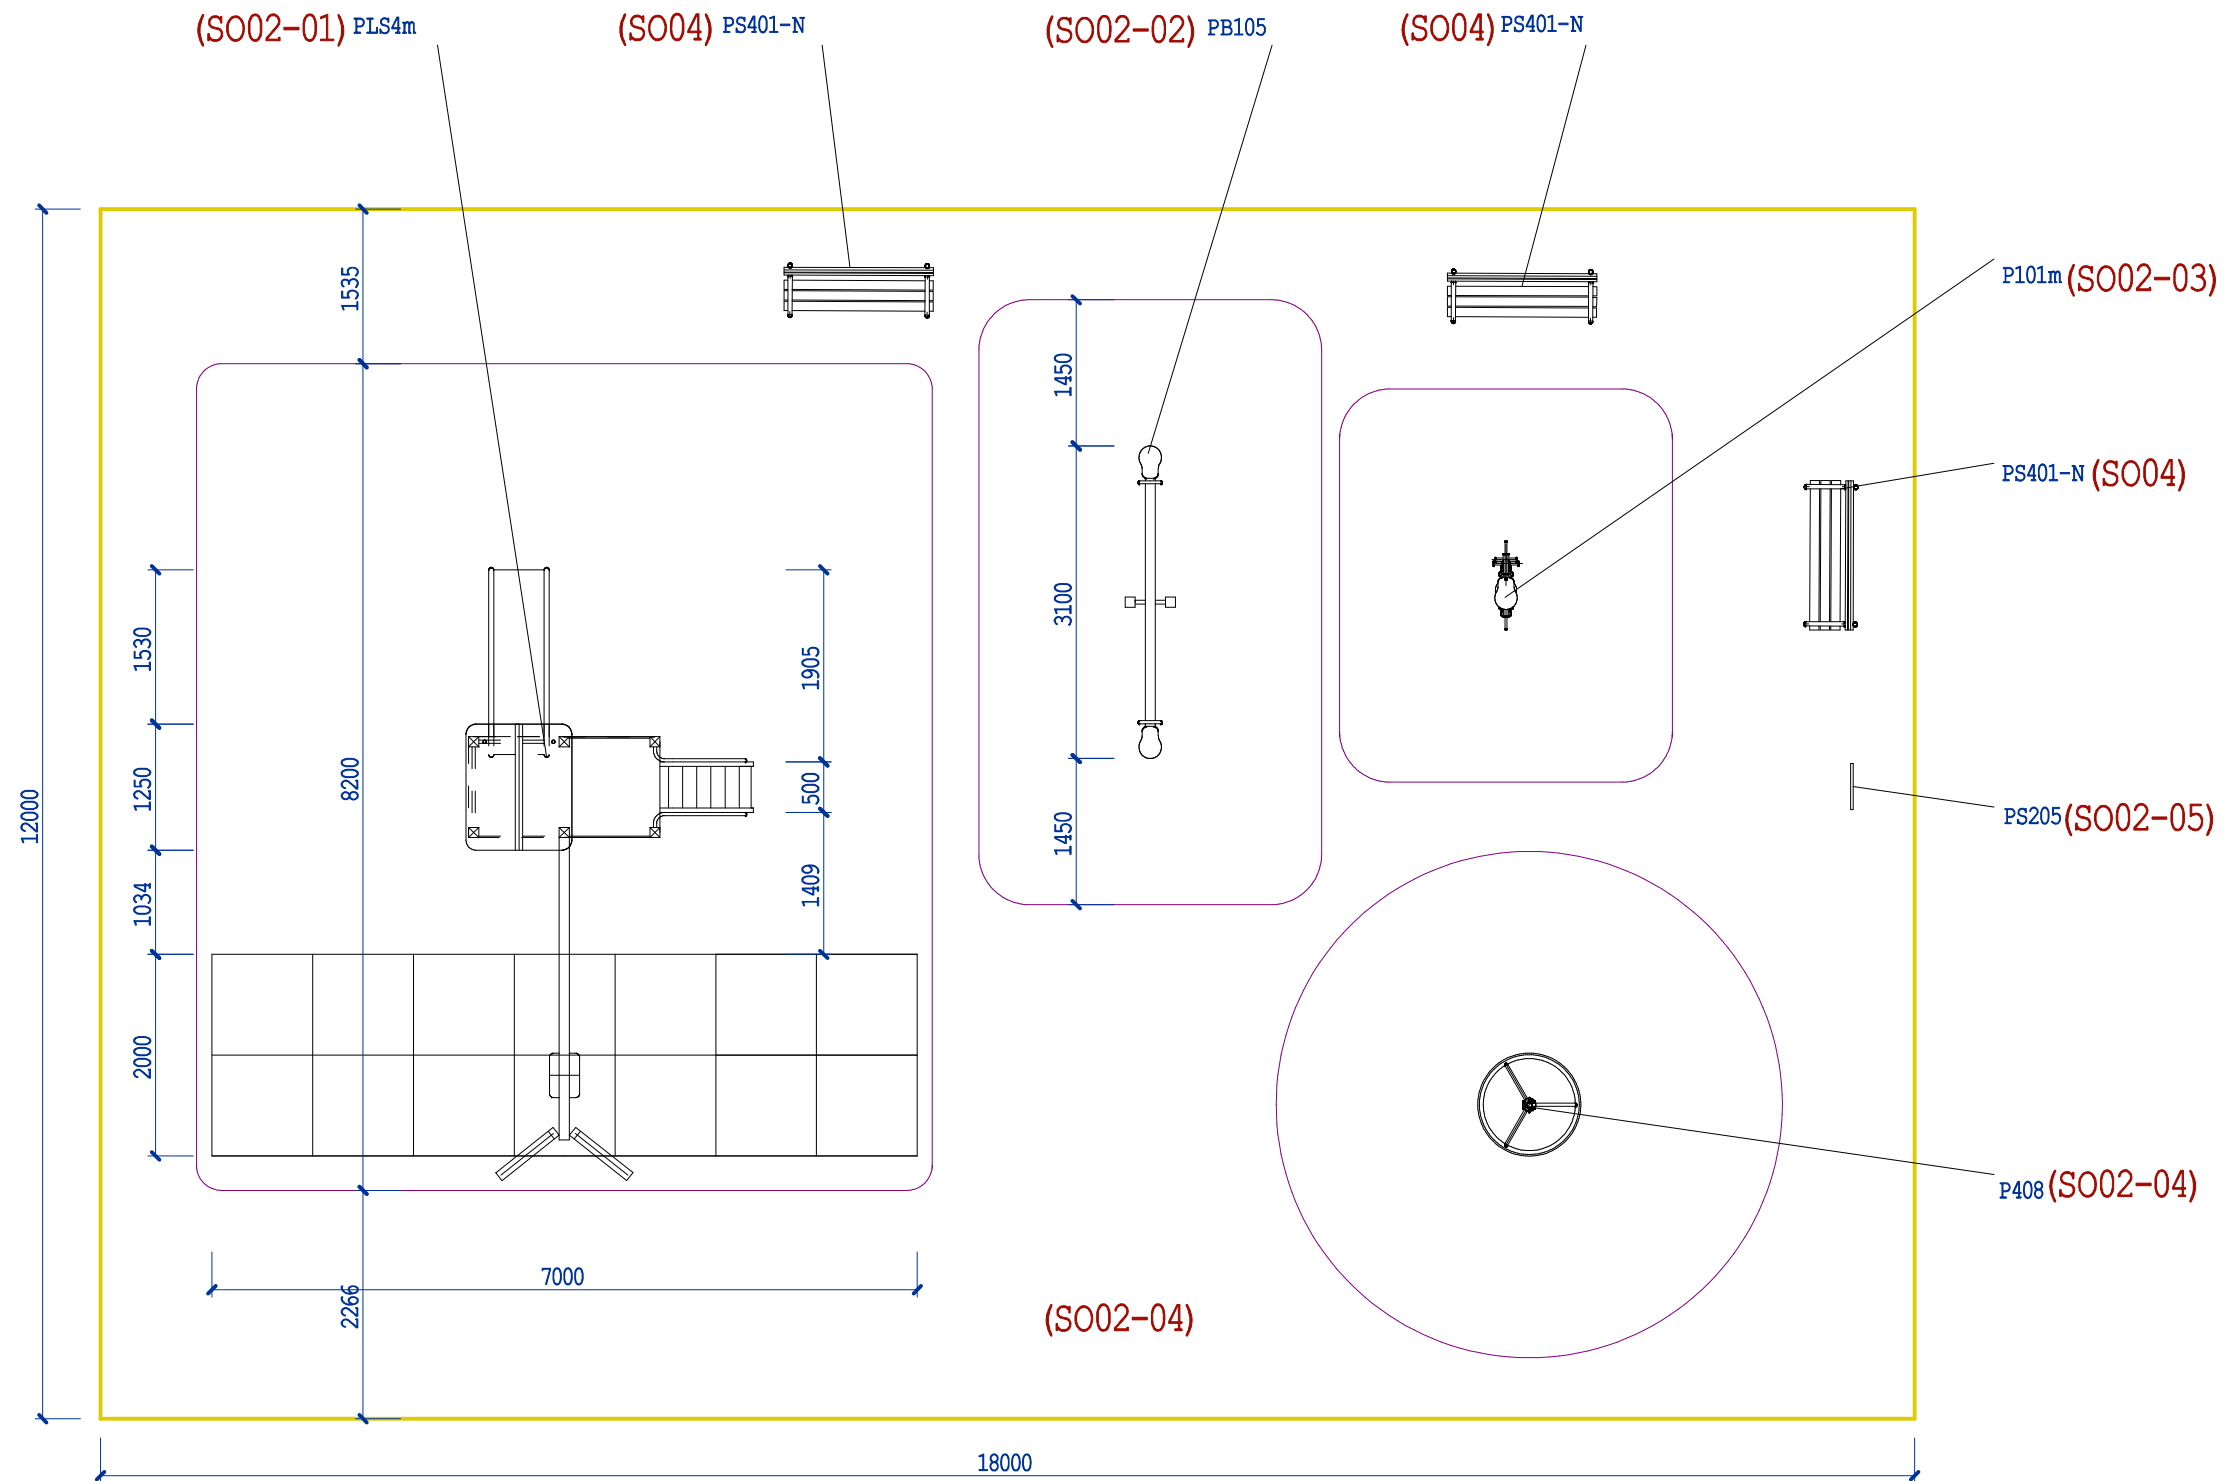 (SO02-01) PLS4m
(SO04) PS401-N
(SO02-02) PB105
(SO04) PS401-N
P101m (SO02-03)
1535
1450
PS401-N (SO04)
1530
1905
3100
1250
8200
500
12000
PS205 (SO02-05)
1450
1034
1409
2000
P408 (SO02-04)
7000
2266
(SO02-04)
18000